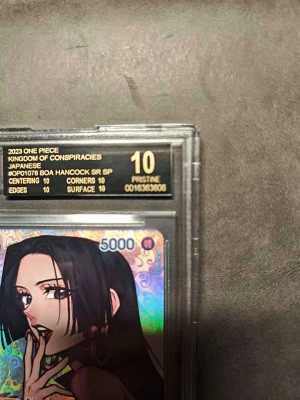 2023 ONE PIECE
KINGDOM OF CONSPIRACIES
JAPANESE
#OP01078 BOA HANCOCK SR SP
CENTERING 10 CORNERS 10
EDGES 10 SURFACE 10
10
PRISTINE
0016363606
5000